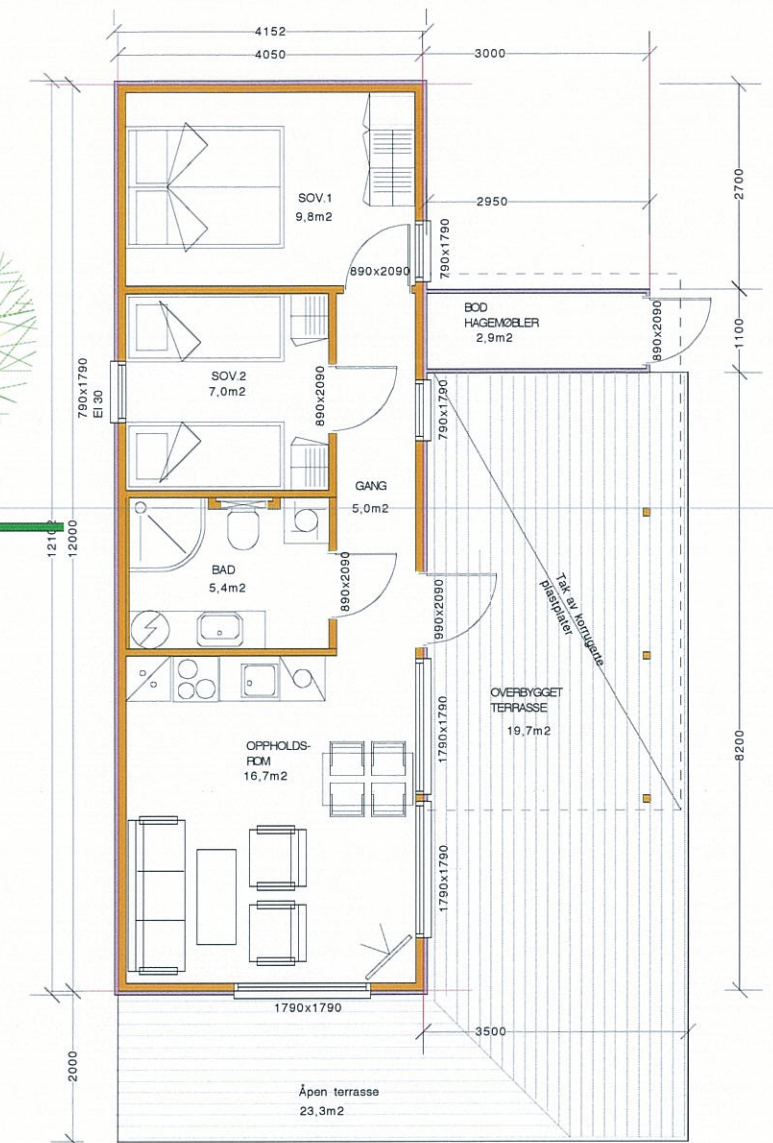 4152
4050
3000
2700
2950
SOV.1
9,8m2
890x2090
790x1790
BOD
HAGEMØBLER
2,9m2
890x2090
1100
SOV.2
7,0m2
890x2090
790x1790
EI 30
790x1790
GANG
5,0m2
12102
12000
BAD
5,4m2
890x2090
990x2090
Tak av korrugerte
plastplater
OVERBYGGET
TERRASSE
19,7m2
8200
OPPHOLDS-
ROM
16,7m2
1790x1790
1790x1790
1790x1790
3500
2000
Åpen terrasse
23,3m2